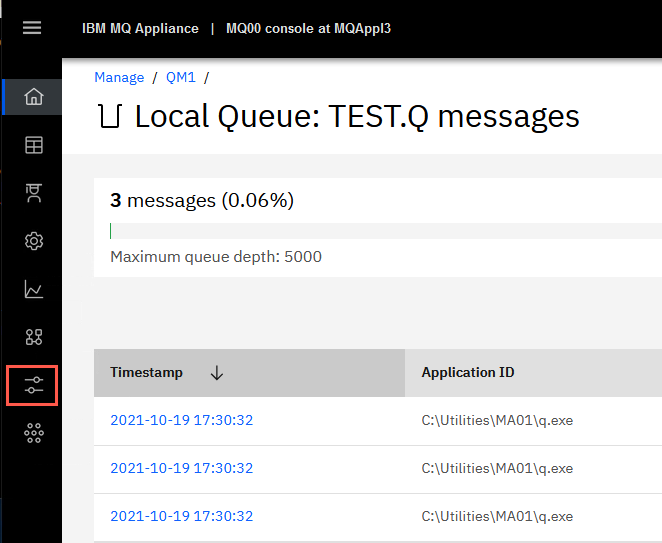 IBM MQ Appliance | MQ00 console at MQAppl3
Manage / QM1 /
Local Queue: TEST.Q messages
3 messages (0.06%)
Maximum queue depth: 5000
Timestamp Application ID
2021-10-19 17:30:32 C:\Utilities\MA01\q.exe
2021-10-19 17:30:32 C:\Utilities\MA01\q.exe
2021-10-19 17:30:32 C:\Utilities\MA01\q.exe